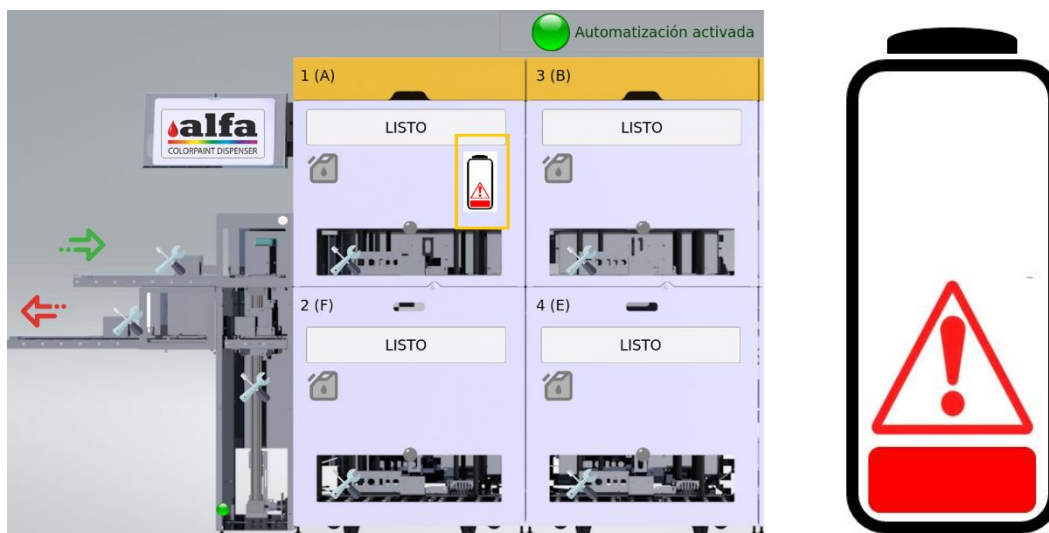 Automatización activada
1 (A)
3 (B)
alfa
COLORPAINT DISPENSER
LISTO
LISTO
2 (F)
4 (E)
LISTO
LISTO